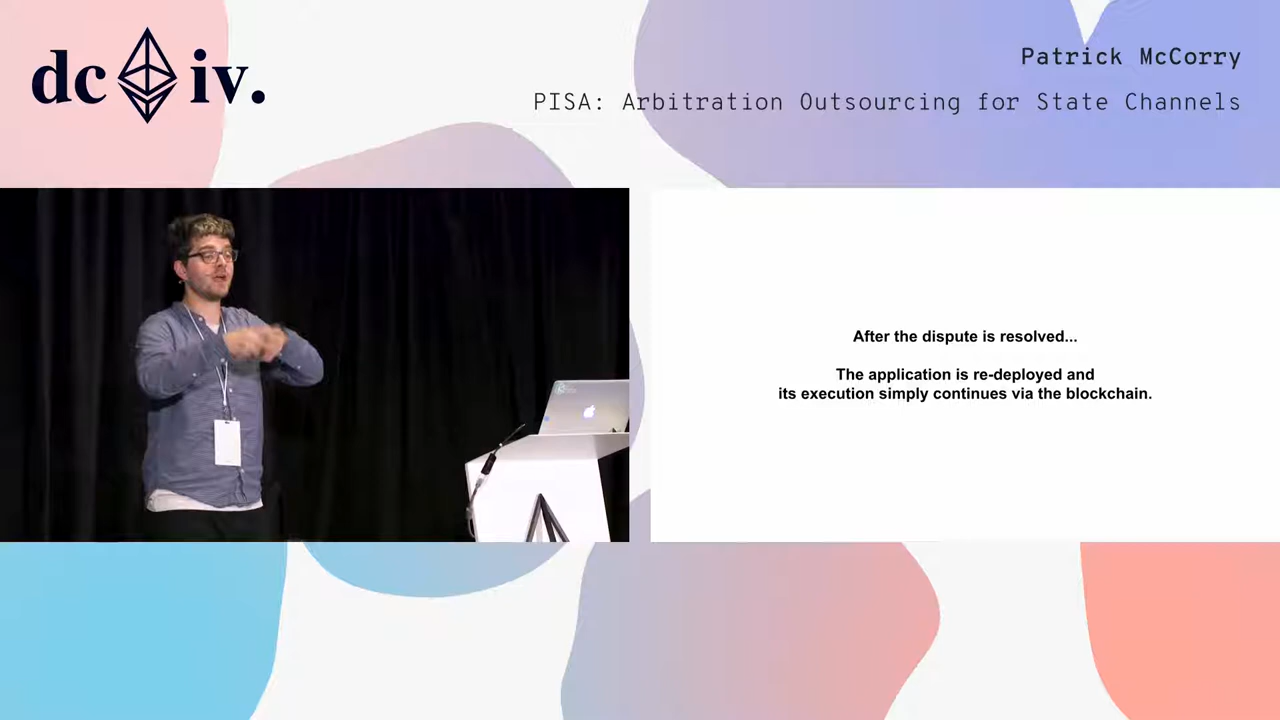 dc iv.
Patrick McCorry
PISA: Arbitration Outsourcing for State Channels
After the dispute is resolved...
The application is re-deployed and
its execution simply continues via the blockchain.